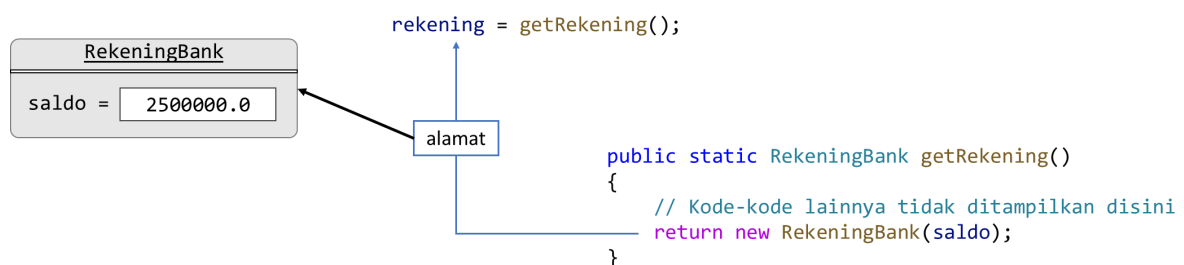 rekening = getRekening();
RekeningBank
saldo = 2500000.0
alamat
public static RekeningBank getRekening()
{
// Kode-kode lainnya tidak ditampilkan disini
return new RekeningBank(saldo);
}